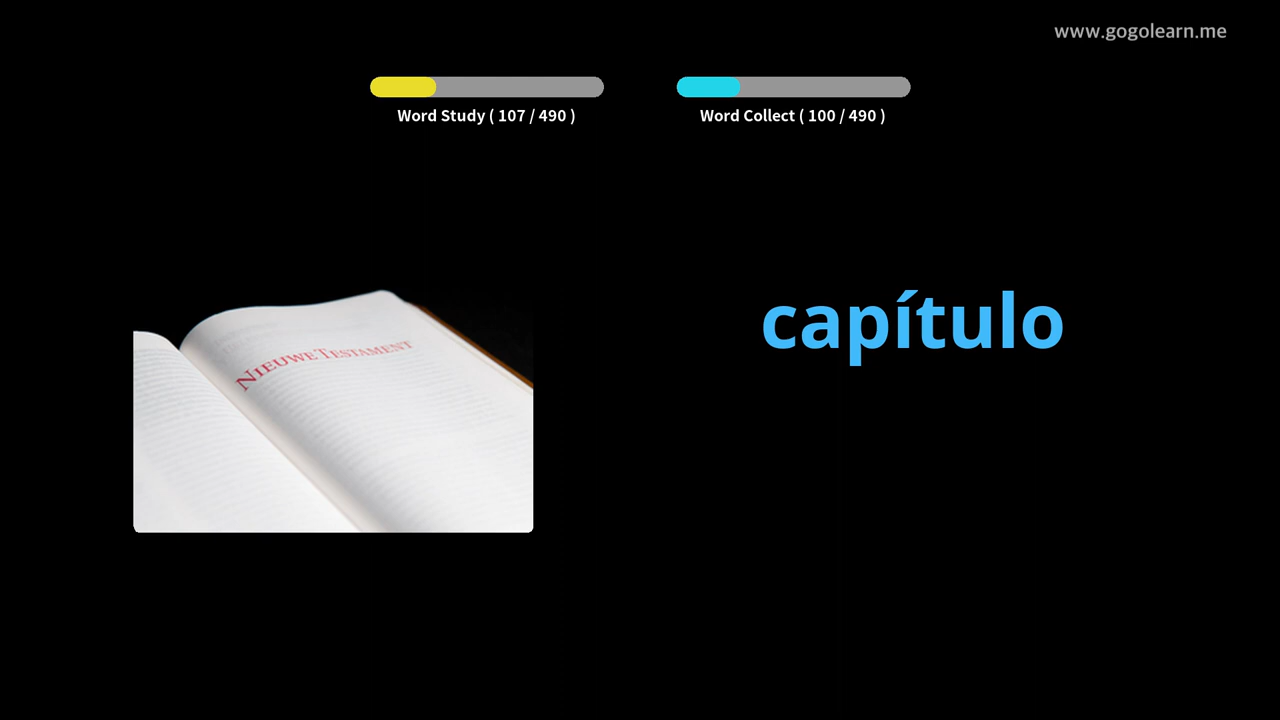 www.gogolearn.me
Word Study ( 107 / 490 )
Word Collect ( 100 / 490 )
capítulo
NIEUWE TESTAMENT